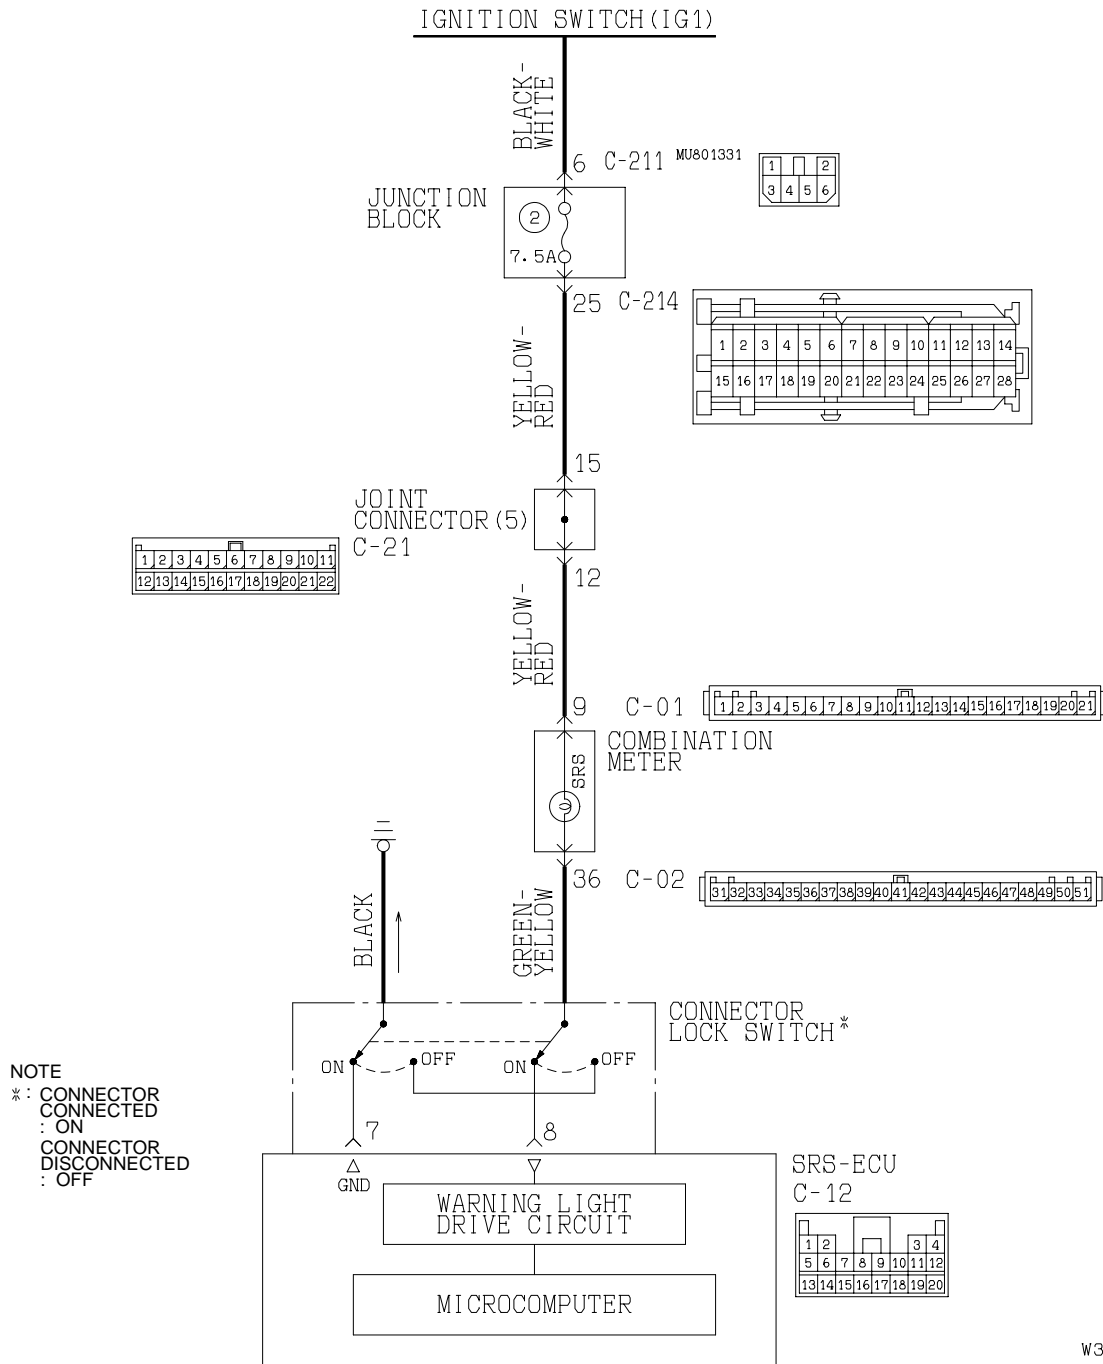 IGNITION SWITCH(IG1)
BLACK-
WHITE
6 C-211 MU801331
1 2
3 4 5 6
JUNCTION
BLOCK
2
7.5A
25 C-214
1 2 3 4 5 6 7 8 9 10 11 12 13 14
15 16 17 18 19 20 21 22 23 24 25 26 27 28
YELLOW-
RED
15
JOINT
CONNECTOR(5)
C-21
1 2 3 4 5 6 7 8 9 10 11
12 13 14 15 16 17 18 19 20 21 22
12
YELLOW-
RED
9 C-01
1 2 3 4 5 6 7 8 9 10 11 12 13 14 15 16 17 18 19 20 21
COMBINATION
METER
SRS
36 C-02
31 32 33 34 35 36 37 38 39 40 41 42 43 44 45 46 47 48 49 50 51
BLACK
GREEN-
YELLOW
CONNECTOR
LOCK SWITCH*
ON OFF ON OFF
NOTE
*: CONNECTOR
CONNECTED
: ON
CONNECTOR
DISCONNECTED
: OFF
7 8
GND
SRS-ECU
C-12
WARNING LIGHT
DRIVE CIRCUIT
1 2 3 4
5 6 7 8 9 10 11 12
13 14 15 16 17 18 19 20
MICROCOMPUTER
W3